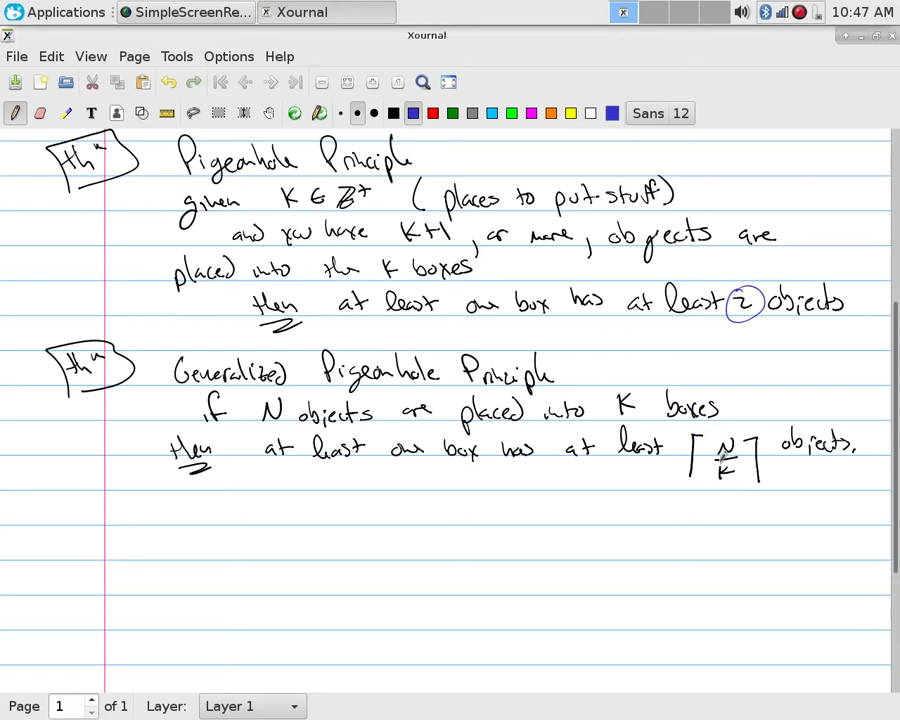 Applications
SimpleScreenRe...
Xournal
10:47 AM
Xournal
File Edit View Page Tools Options Help
Sans 12
thm Pigeonhole Principle
given K ∈ ℤ+ (places to put stuff)
and you have K+1, or more, objects are
placed into the K boxes
then at least one box has at least 2 objects
thm Generalized Pigeonhole Principle
if N objects are placed into K boxes
then at least one box has at least ⌈N/K⌉ objects.
Page 1 of 1 Layer: Layer 1